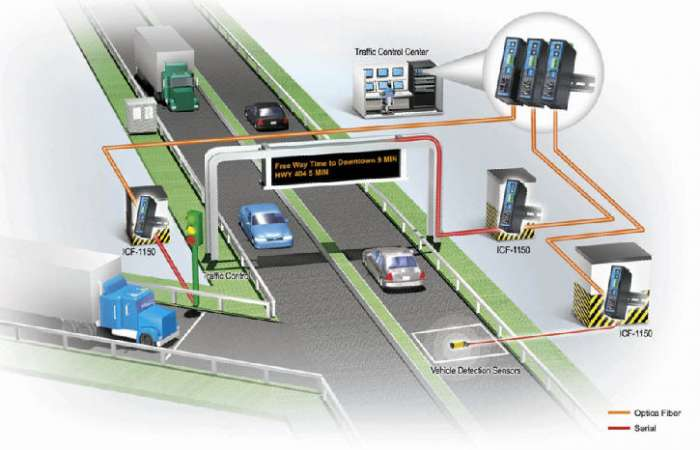 Traffic Control Center
Free Way Time to Downtown 9 MIN
HWY 404 5 MIN
ICF-1150
ICF-1150
Traffic Control
ICF-1150
Vehicle Detection Sensors
Optics Fiber
Serial